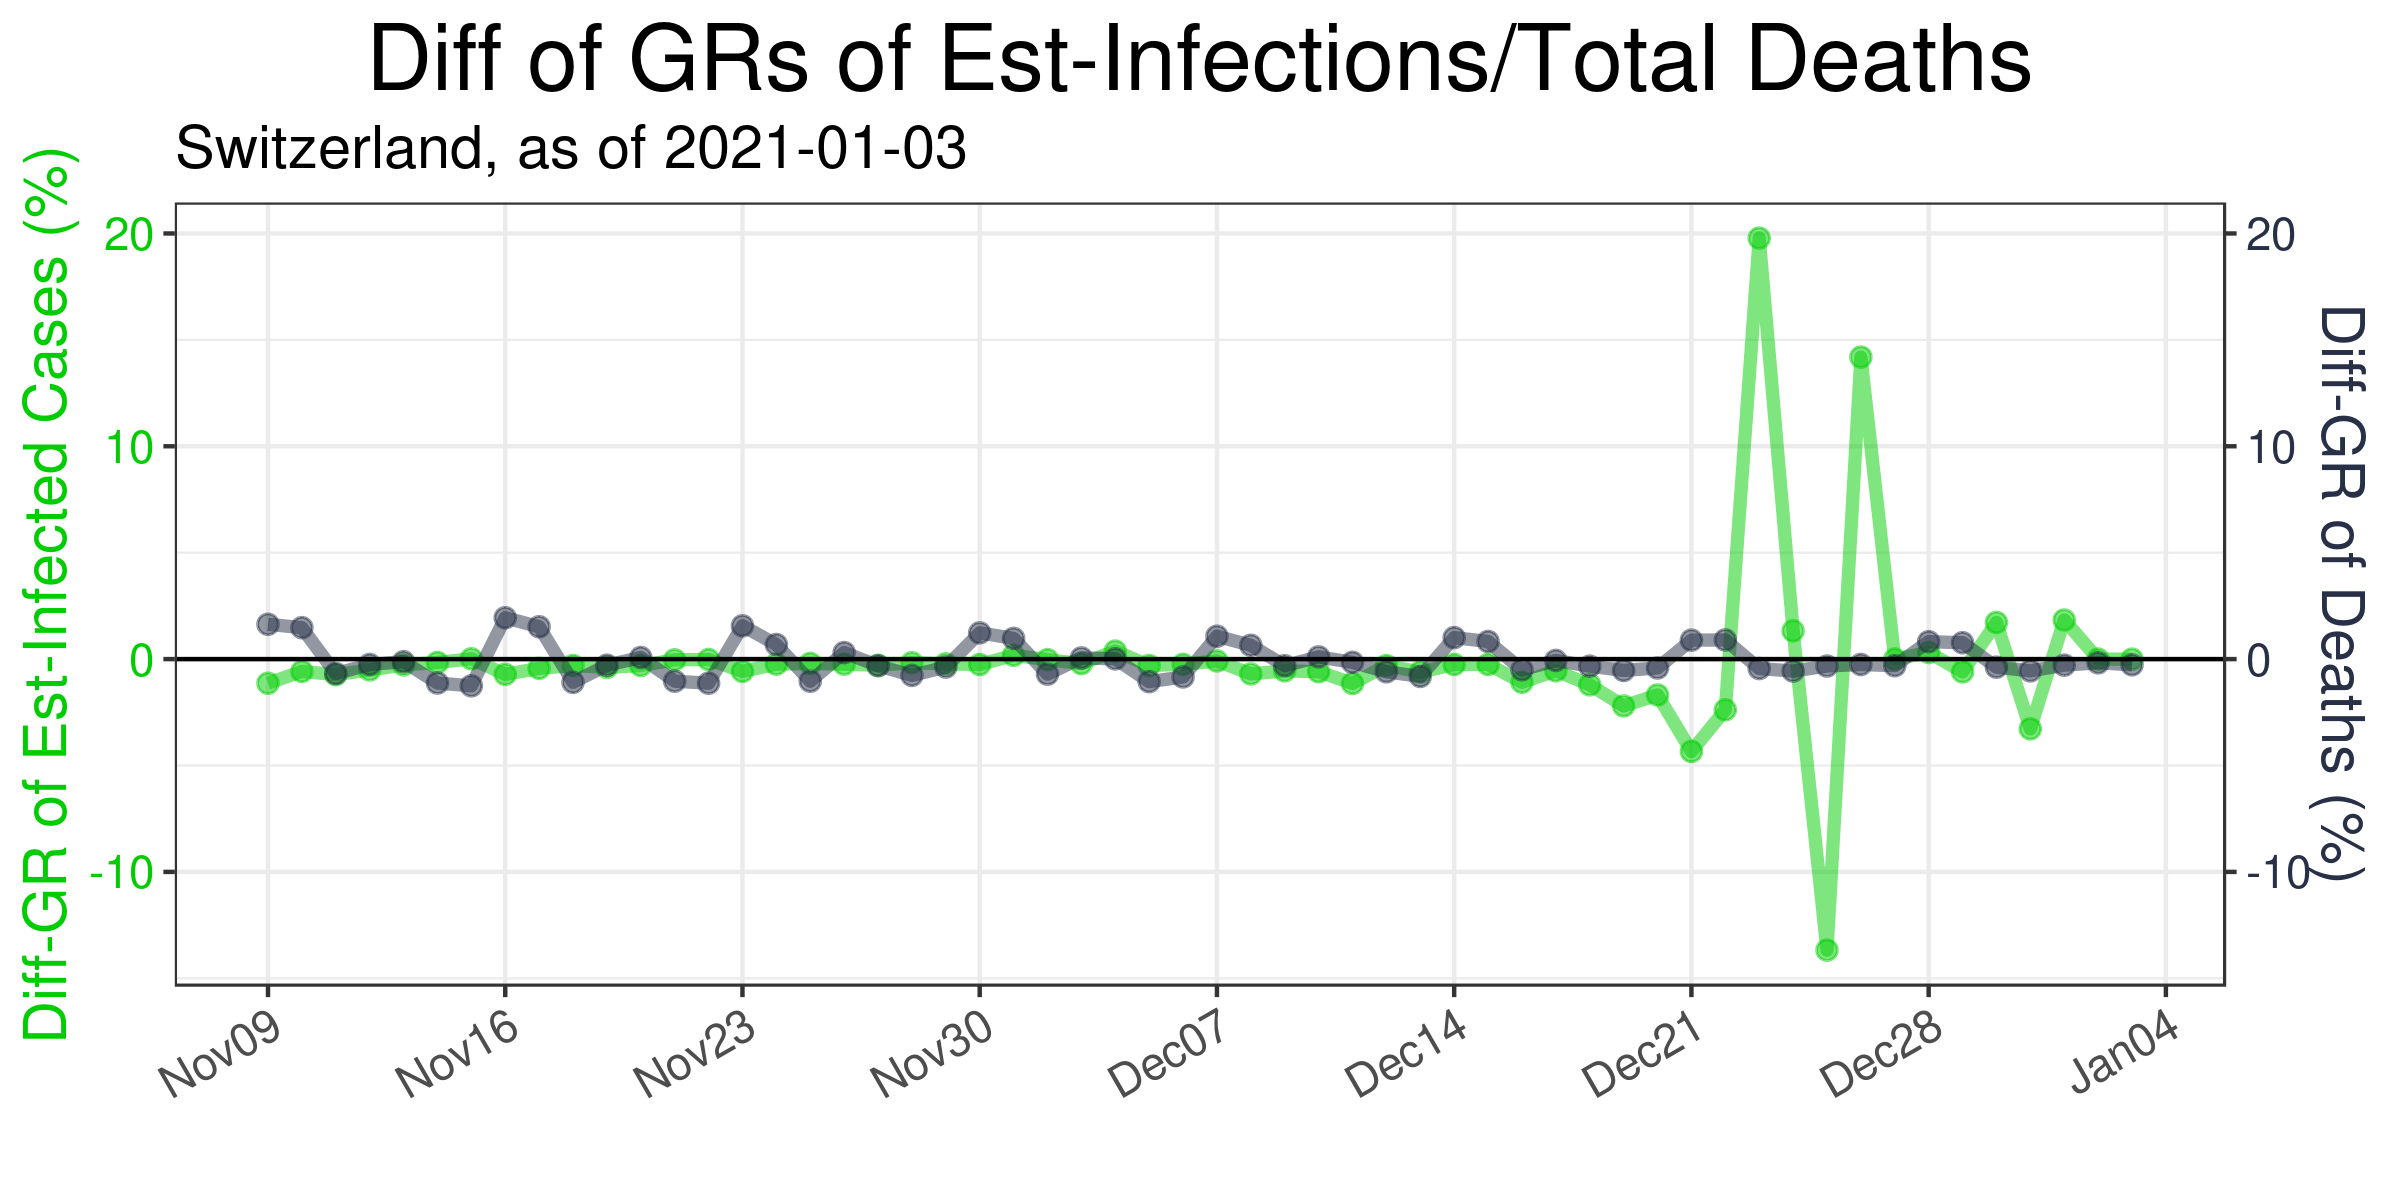 Diff of GRs of Est-Infections/Total Deaths
Switzerland, as of 2021-01-03
Diff-GR of Est-Infected Cases (%)
20
10
0
-10
20
10
0
-10
Diff-GR of Deaths (%)
Nov09
Nov16
Nov23
Nov30
Dec07
Dec14
Dec21
Dec28
Jan04